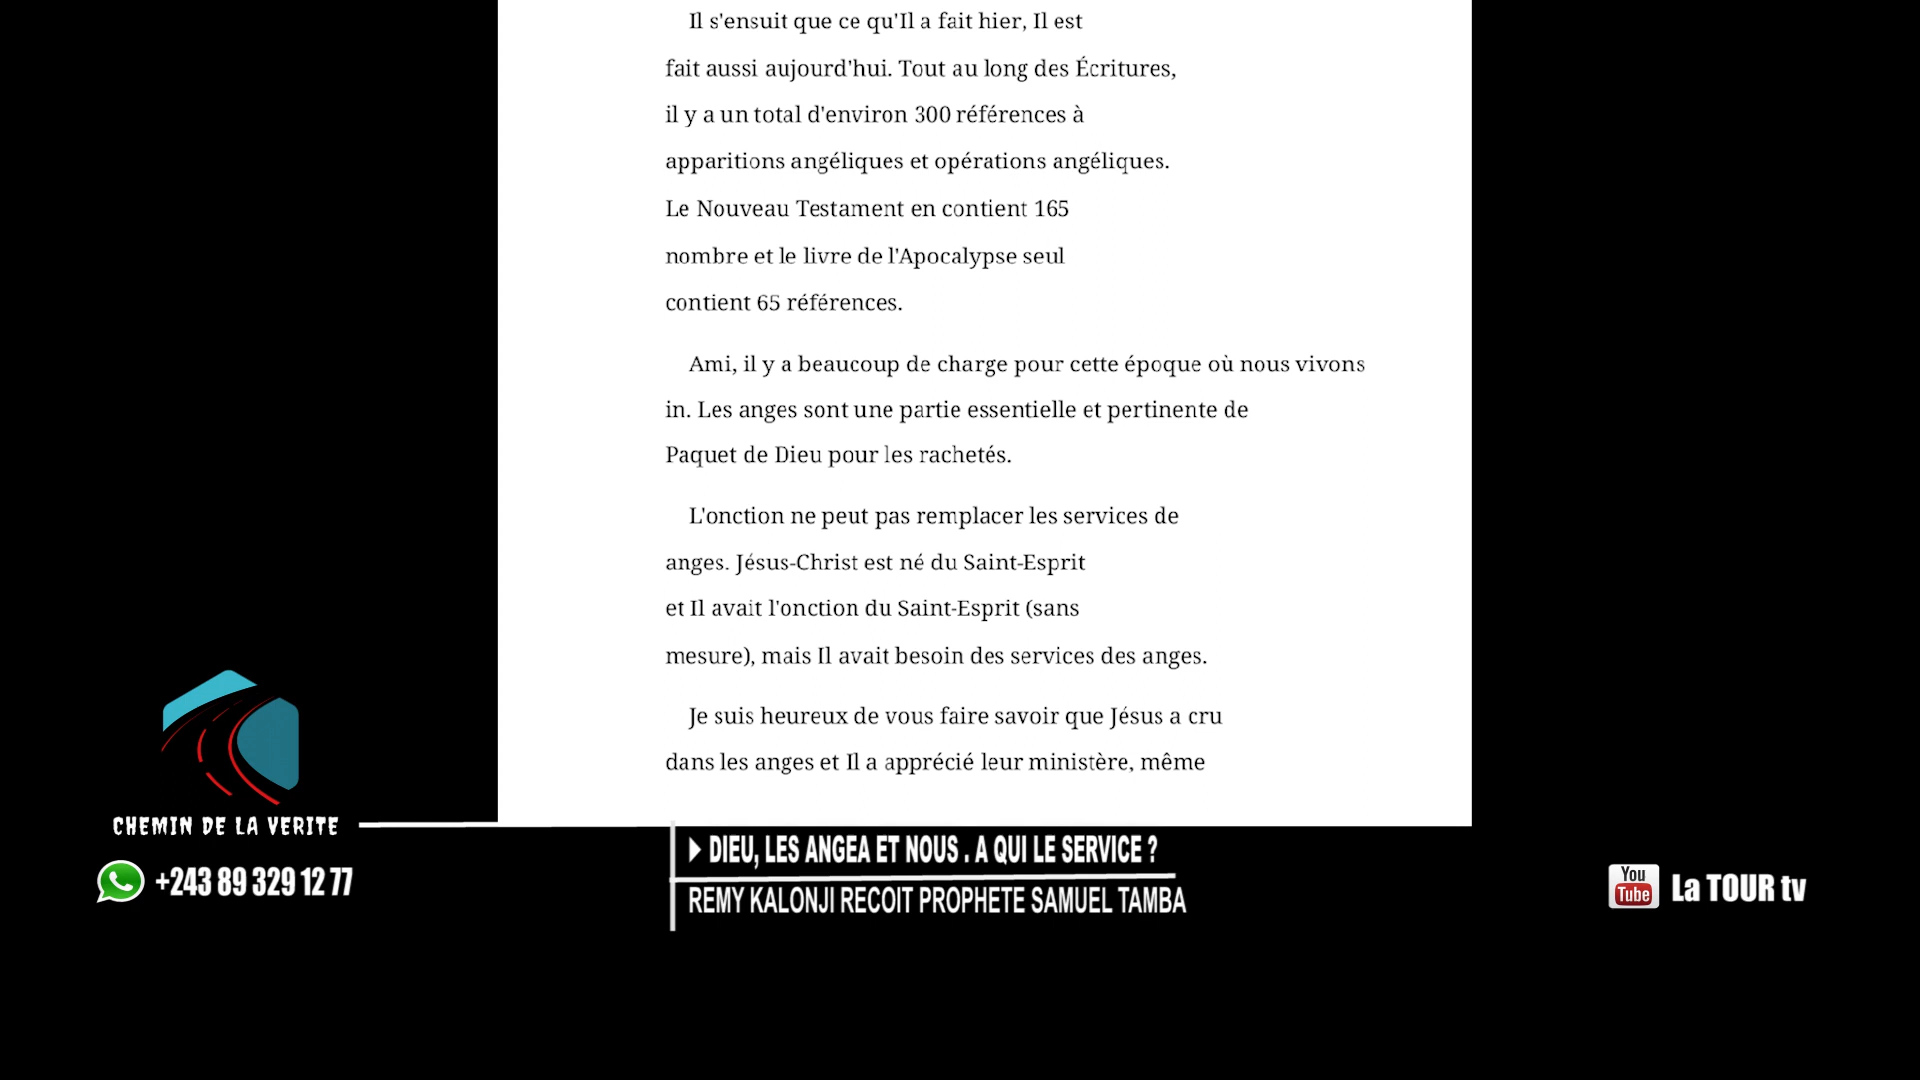 Il s'ensuit que ce qu'Il a fait hier, Il est
fait aussi aujourd'hui. Tout au long des Écritures,
il y a un total d'environ 300 références à
apparitions angéliques et opérations angéliques.
Le Nouveau Testament en contient 165
nombre et le livre de l'Apocalypse seul
contient 65 références.
Ami, il y a beaucoup de charge pour cette époque où nous vivons
in. Les anges sont une partie essentielle et pertinente de
Paquet de Dieu pour les rachetés.
L'onction ne peut pas remplacer les services de
anges. Jésus-Christ est né du Saint-Esprit
et Il avait l'onction du Saint-Esprit (sans
mesure), mais Il avait besoin des services des anges.
Je suis heureux de vous faire savoir que Jésus a cru
dans les anges et Il a apprécié leur ministère, même
CHEMIN DE LA VERITE
+243 89 329 12 77
DIEU, LES ANGEA ET NOUS . A QUI LE SERVICE ?
REMY KALONJI RECOIT PROPHETE SAMUEL TAMBA
You
Tube
La TOUR tv